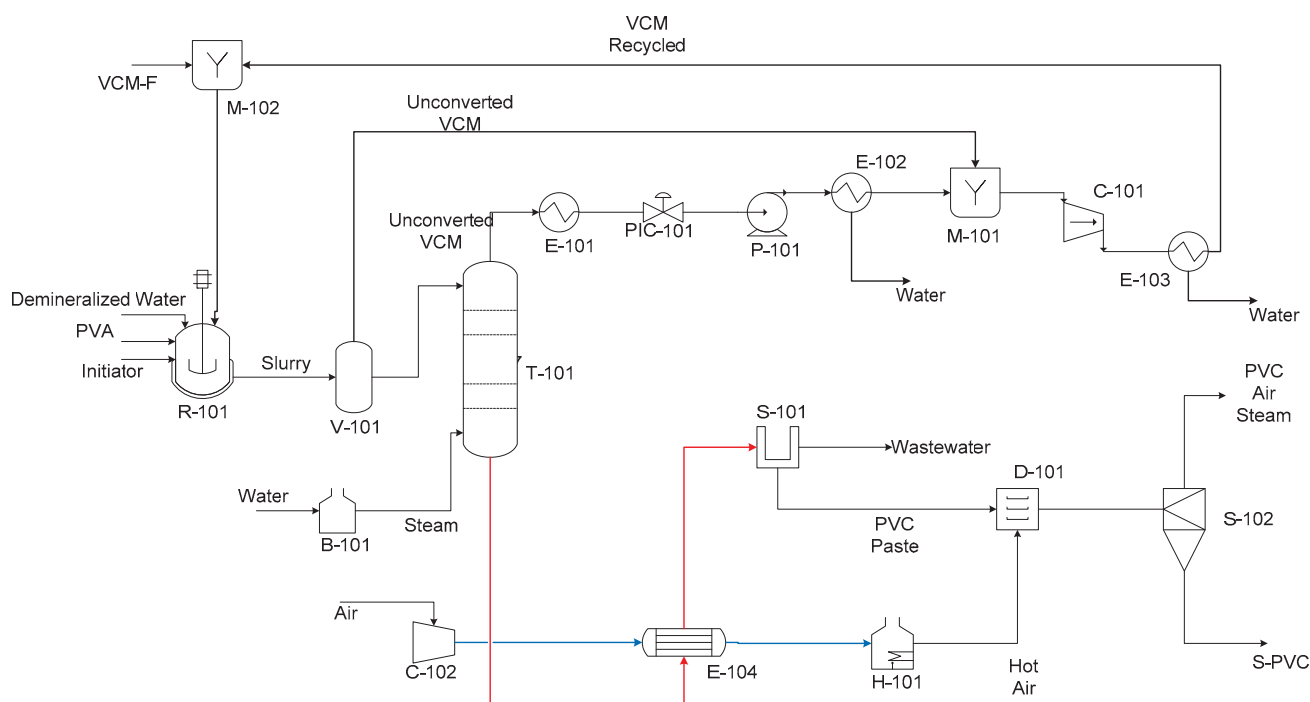 VCM
Recycled
VCM-F
M-102
Unconverted
VCM
E-102
C-101
Unconverted
VCM
E-101
PIC-101
P-101
M-101
E-103
Water
Water
Demineralized Water
PVA
Initiator
Slurry
R-101
V-101
T-101
PVC
Air
Steam
S-101
Wastewater
D-101
Water
Steam
B-101
PVC
Paste
S-102
Air
C-102
E-104
H-101
Hot
Air
S-PVC